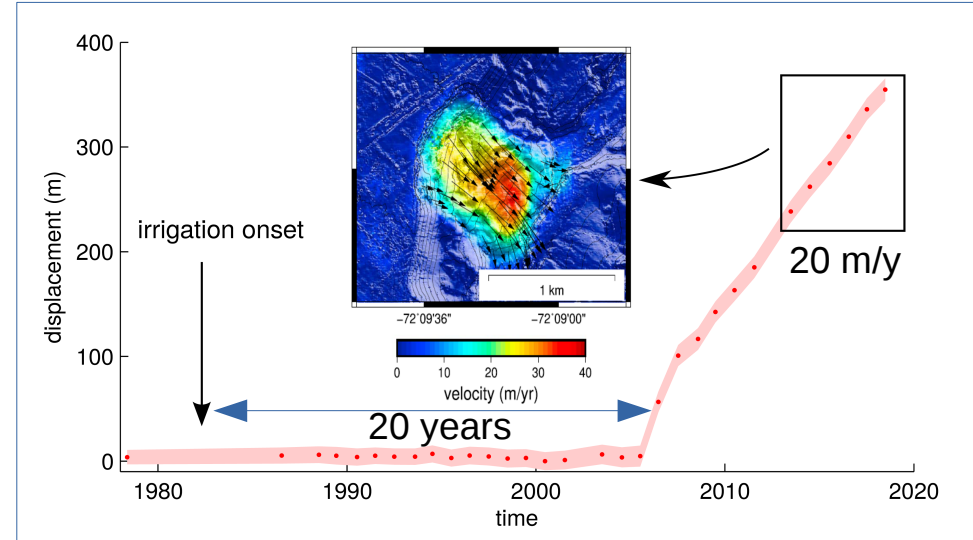 400
300
200
100
0
displacement (m)
irrigation onset
1 km
−72˚09'36"
−72˚09'00"
0
10
20
30
40
velocity (m/yr)
20 m/y
20 years
1980
1990
2000
2010
2020
time